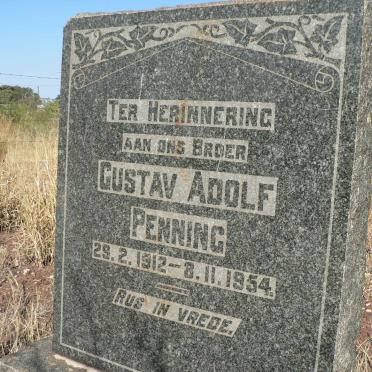 TER HERINNERING
AAN ONS BROER
GUSTAV ADOLF
PENNING
29.2.1912–8.11.1954.
RUS IN VREDE.